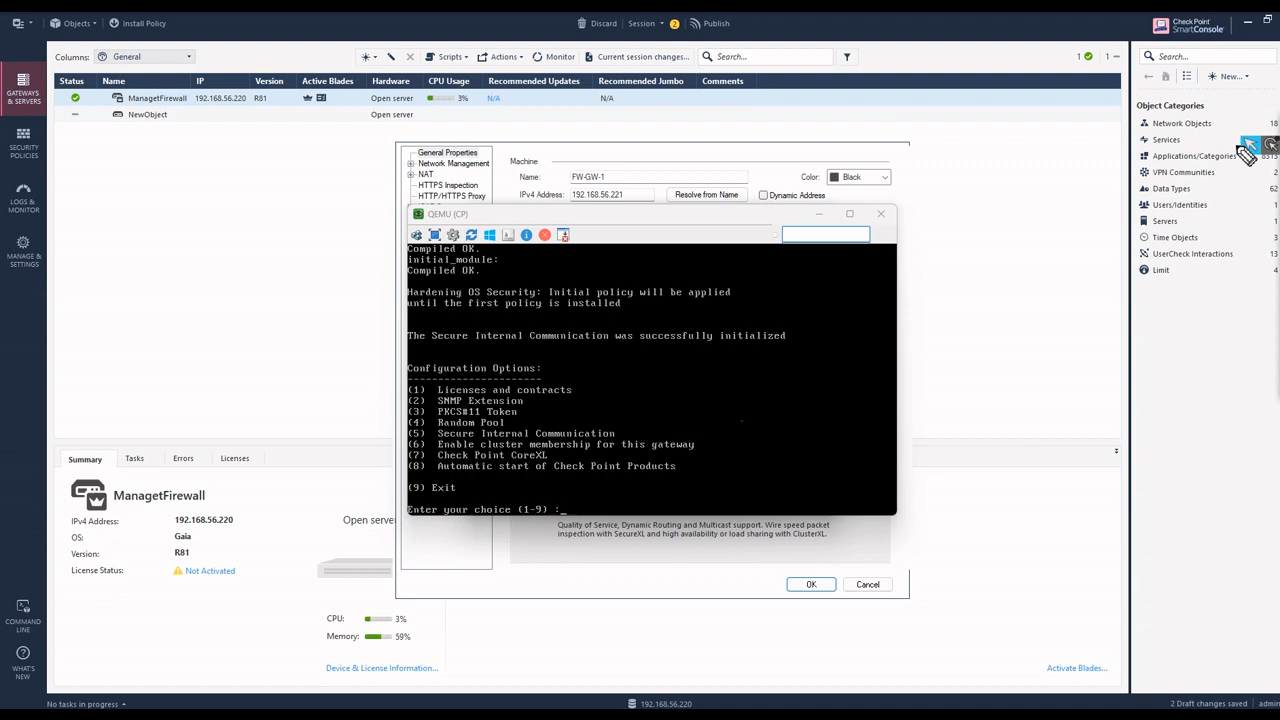 Objects
Install Policy
Discard
Session
2
Publish
Check Point
SmartConsole
Columns:
General
Scripts
Actions
Monitor
Current session changes...
Search...
1
1
Search...
New...
Status
Name
IP
Version
Active Blades
Hardware
CPU Usage
Recommended Updates
Recommended Jumbo
Comments
ManagetFirewall
192.168.56.220
R81
Open server
3%
N/A
N/A
NewObject
Open server
GATEWAYS
& SERVERS
SECURITY
POLICIES
LOGS &
MONITOR
MANAGE &
SETTINGS
COMMAND
LINE
WHAT'S
NEW
General Properties
Network Management
NAT
HTTPS Inspection
HTTP/HTTPS Proxy
Machine
Name:
FW-GW-1
Color:
Black
IPv4 Address:
192.168.56.221
Resolve from Name
Dynamic Address
QEMU (CP)
Compiled OK.
initial_module:
Compiled OK.
Hardening OS Security: Initial policy will be applied
until the first policy is installed
The Secure Internal Communication was successfully initialized
Configuration Options:
----------------------
(1) Licenses and contracts
(2) SNMP Extension
(3) PKCS#11 Token
(4) Random Pool
(5) Secure Internal Communication
(6) Enable cluster membership for this gateway
(7) Check Point CoreXL
(8) Automatic start of Check Point Products
(9) Exit
Enter your choice (1-9) :_
Quality of Service, Dynamic Routing and Multicast support. Wire speed packet
inspection with SecureXL and high availability or load sharing with ClusterXL.
OK
Cancel
Object Categories
Network Objects
18
Services
Applications/Categories
VPN Communities
2
Data Types
62
Users/Identities
1
Servers
1
Time Objects
3
UserCheck Interactions
13
Limit
4
Summary
Tasks
Errors
Licenses
ManagetFirewall
IPv4 Address:
192.168.56.220
Open server
OS:
Gaia
Version:
R81
License Status:
Not Activated
CPU:
3%
Memory:
59%
Device & License Information...
Activate Blades...
No tasks in progress
192.168.56.220
2 Draft changes saved
admin